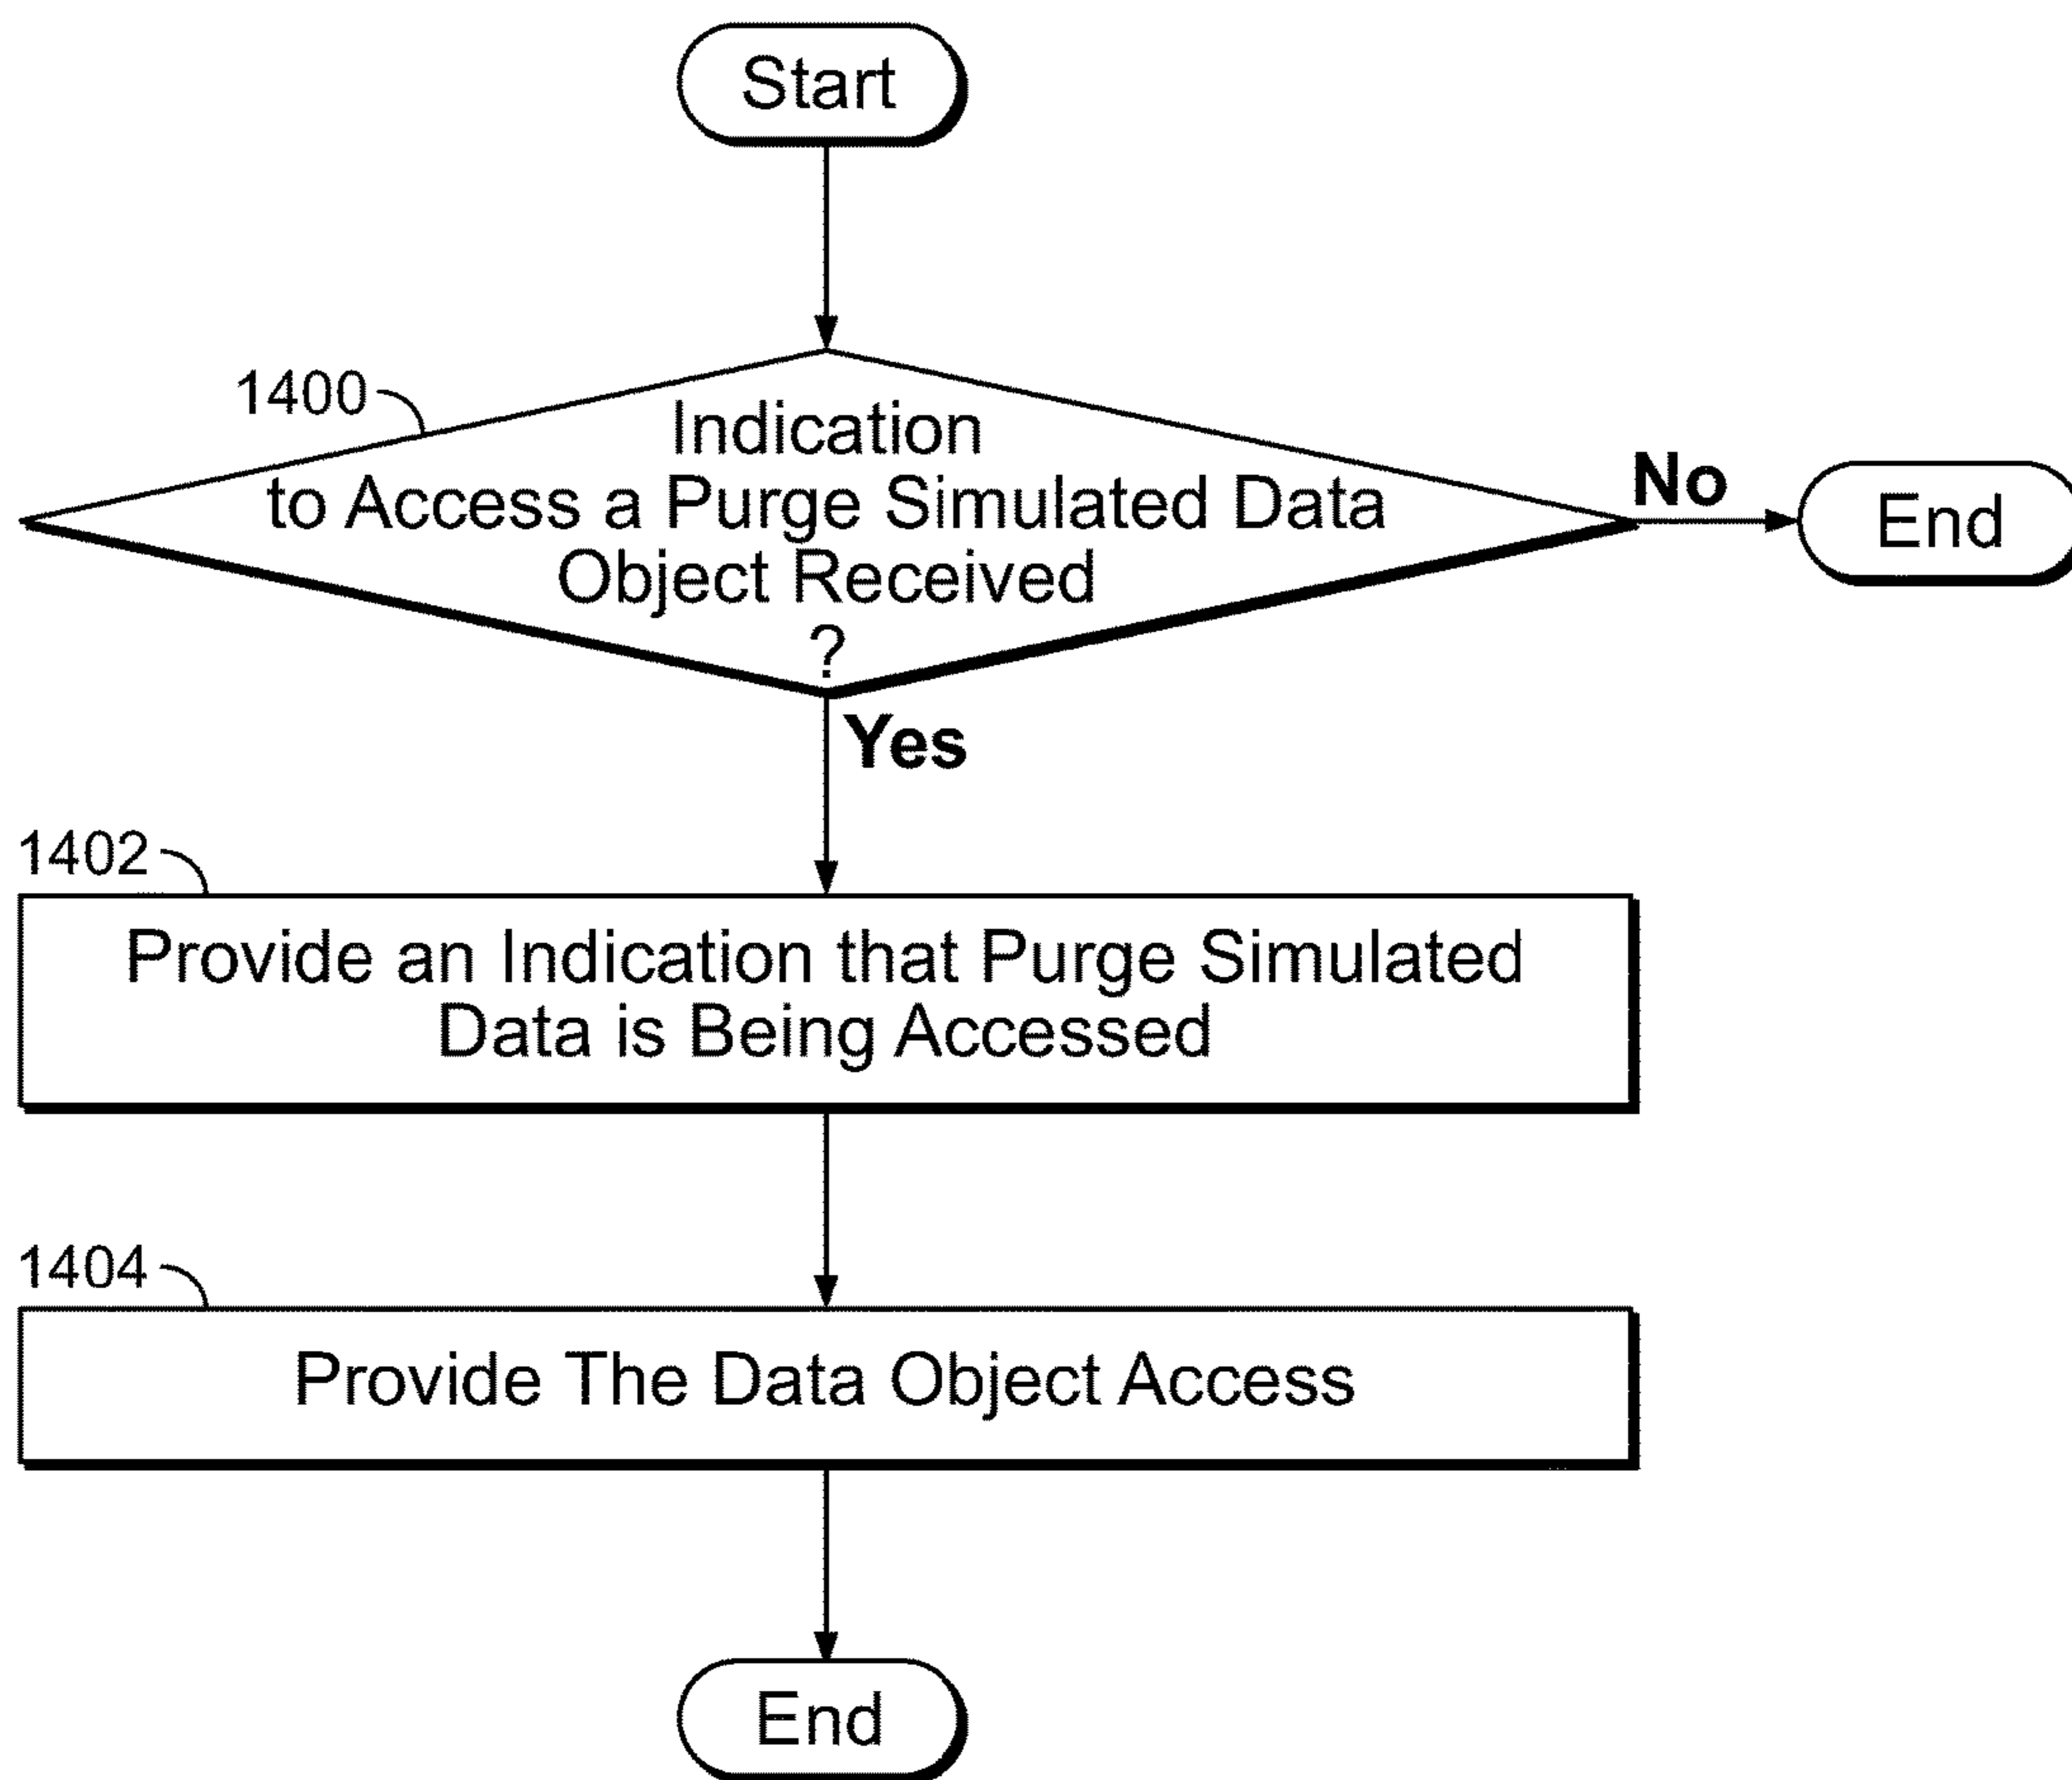 Start
1400
Indication
to Access a Purge Simulated Data
Object Received
?
No
End
Yes
1402
Provide an Indication that Purge Simulated
Data is Being Accessed
1404
Provide The Data Object Access
End